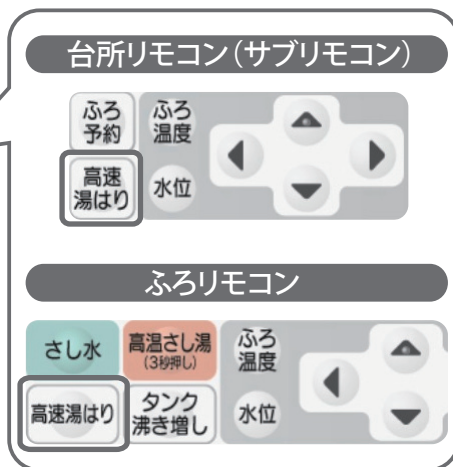 台所リモコン（サブリモコン）
ふろ
予約
ふろ
温度
高速
湯はり
水位
ふろリモコン
さし水
高温さし湯
（3秒押し）
ふろ
温度
高速湯はり
タンク
沸き増し
水位